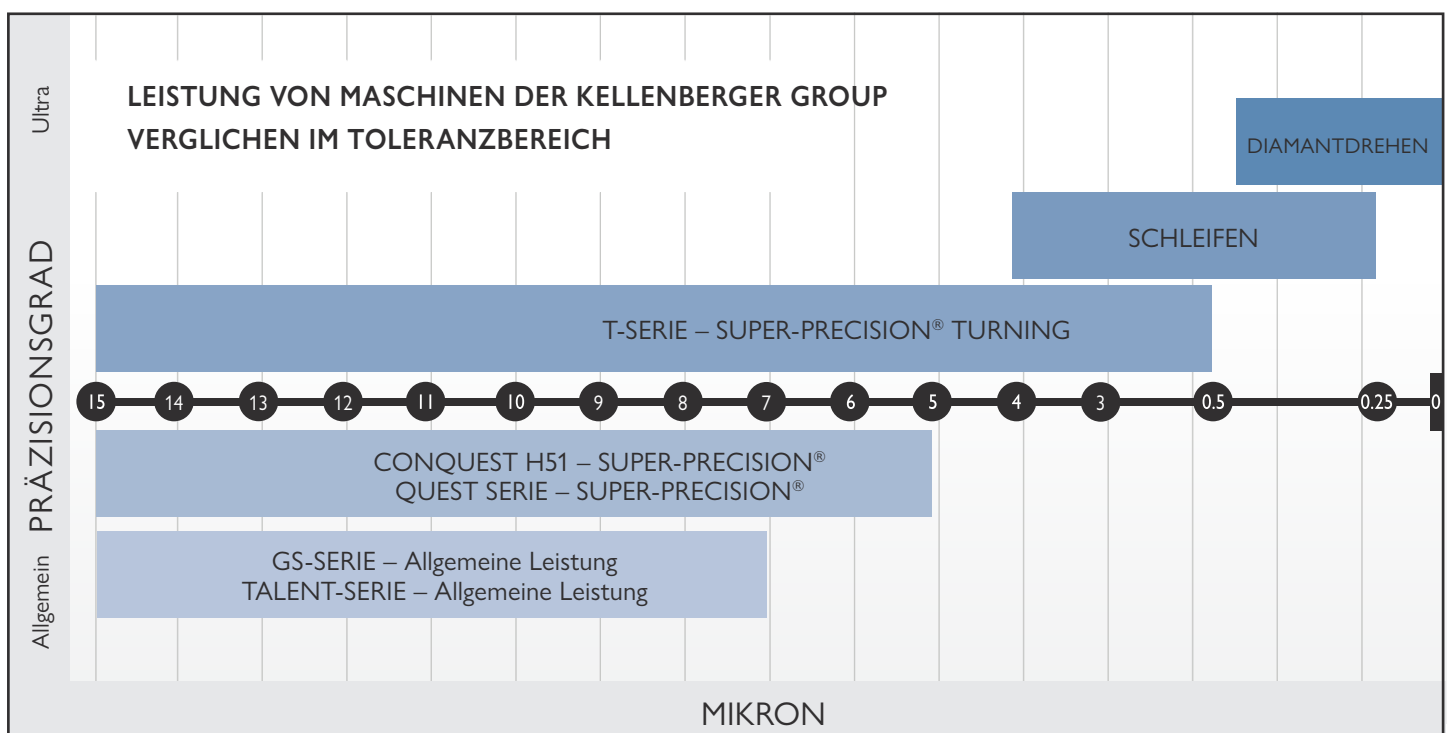 LEISTUNG VON MASCHINEN DER KELLENBERGER GROUP
VERGLICHEN IM TOLERANZBEREICH
Ultra
PRÄZISIONSGRAD
Allgemein
DIAMANTDREHEN
SCHLEIFEN
T-SERIE – SUPER-PRECISION® TURNING
15 14 13 12 11 10 9 8 7 6 5 4 3 0.5 0.25 0
CONQUEST H51 – SUPER-PRECISION®
QUEST SERIE – SUPER-PRECISION®
GS-SERIE – Allgemeine Leistung
TALENT-SERIE – Allgemeine Leistung
MIKRON